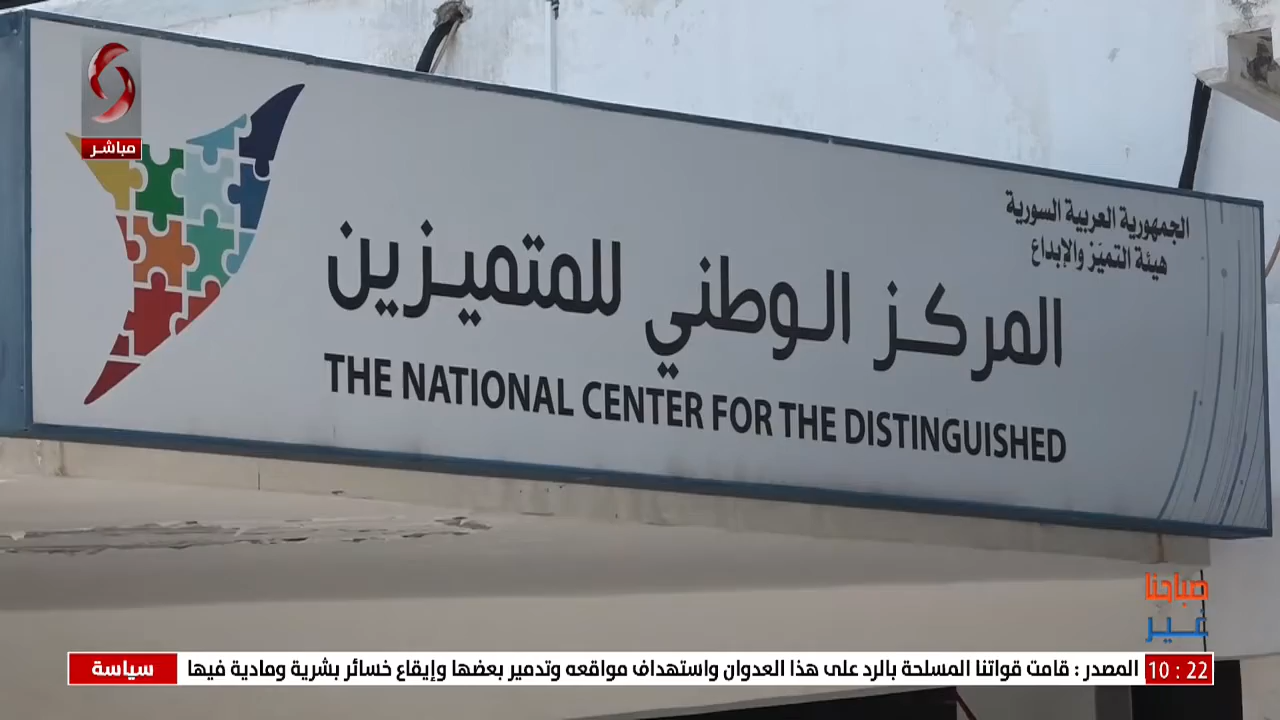 مباشر
الجمهورية العربية السورية
هيئة التميز والإبداع
المركز الوطني للمتميزين
THE NATIONAL CENTER FOR THE DISTINGUISHED
صباحنا
غير
10 : 22
المصدر : قامت قواتنا المسلحة بالرد على هذا العدوان واستهداف مواقعه وتدمير بعضها وإيقاع خسائر بشرية ومادية فيها
سياسة